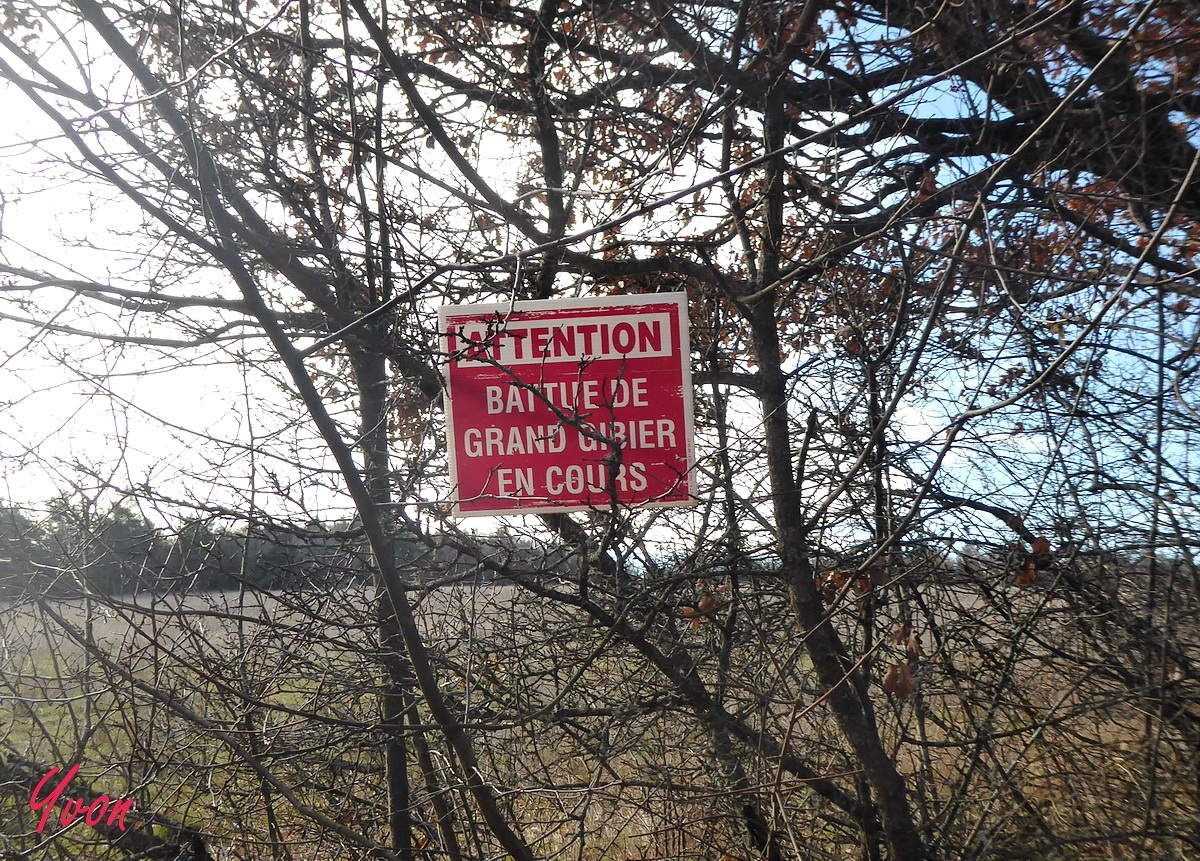 ATTENTION
BATTUE DE
GRAND GIBIER
EN COURS
Yvon